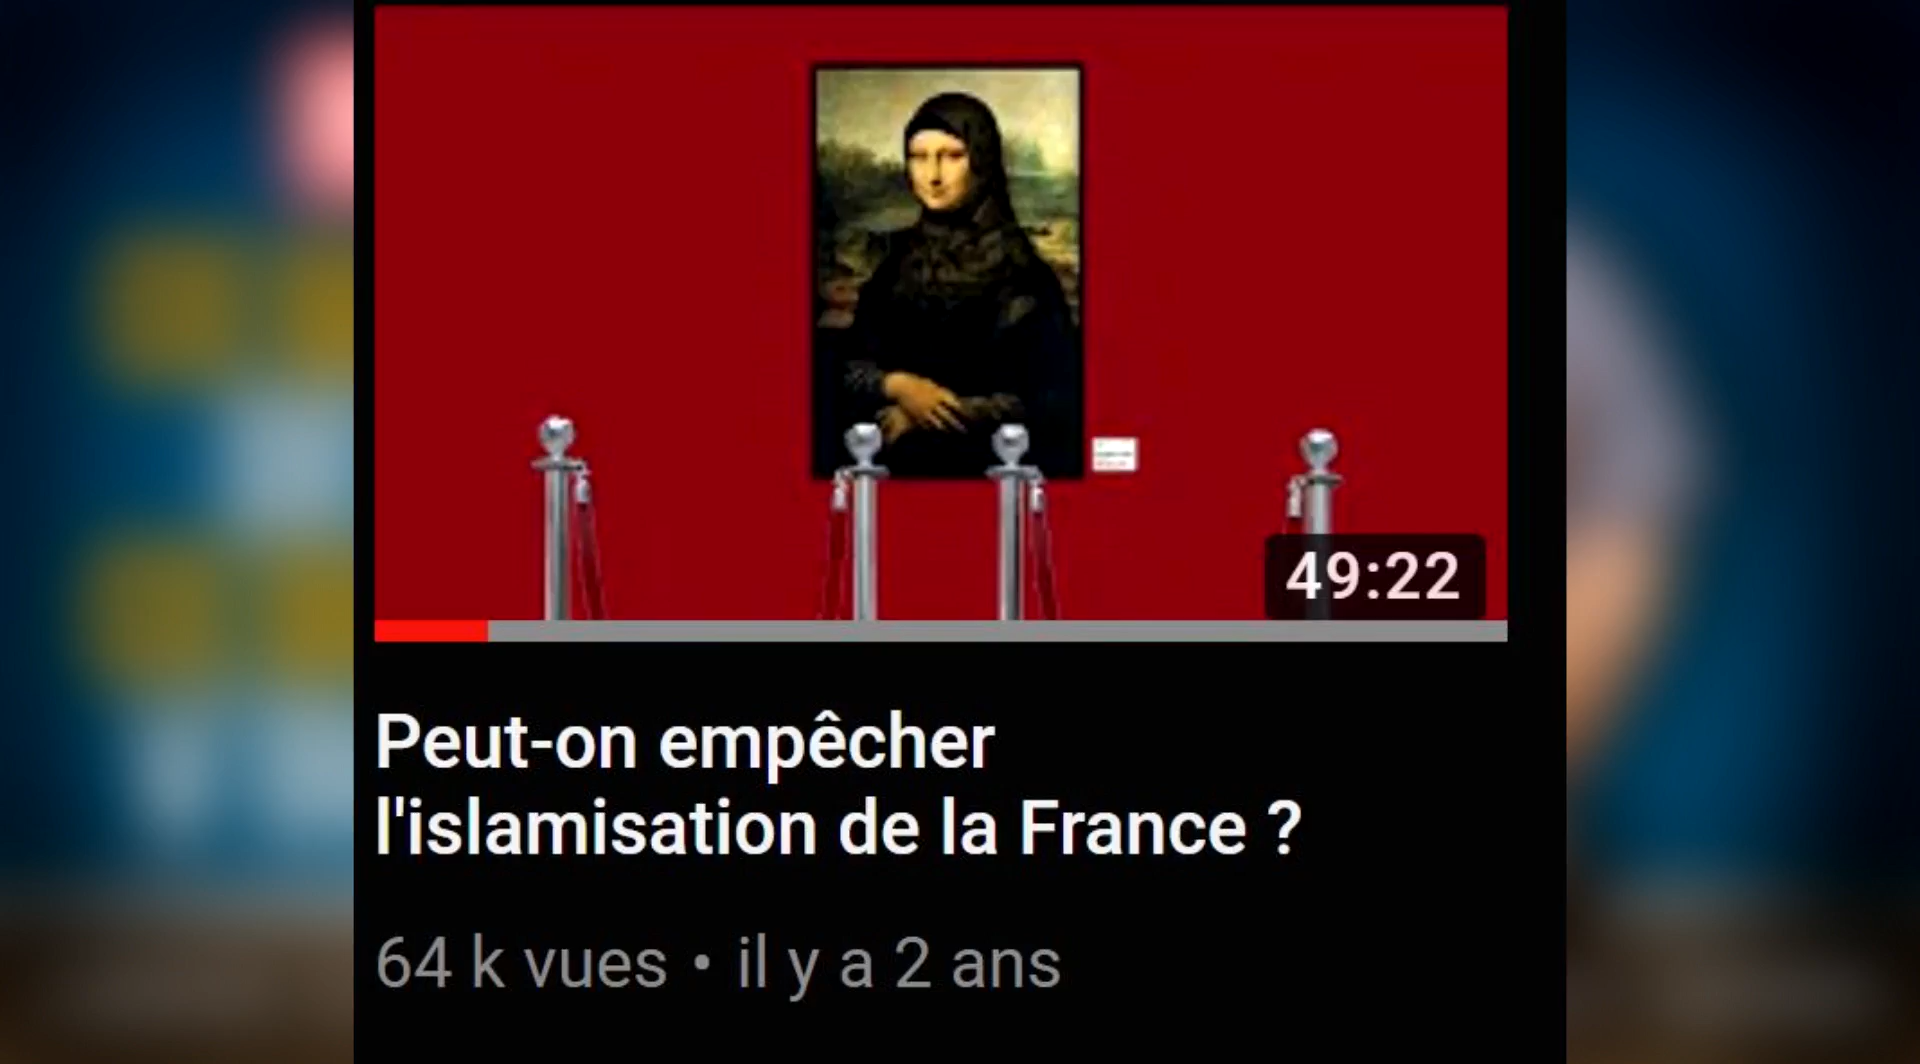 49:22
Peut-on empêcher
l'islamisation de la France ?
64 k vues • il y a 2 ans